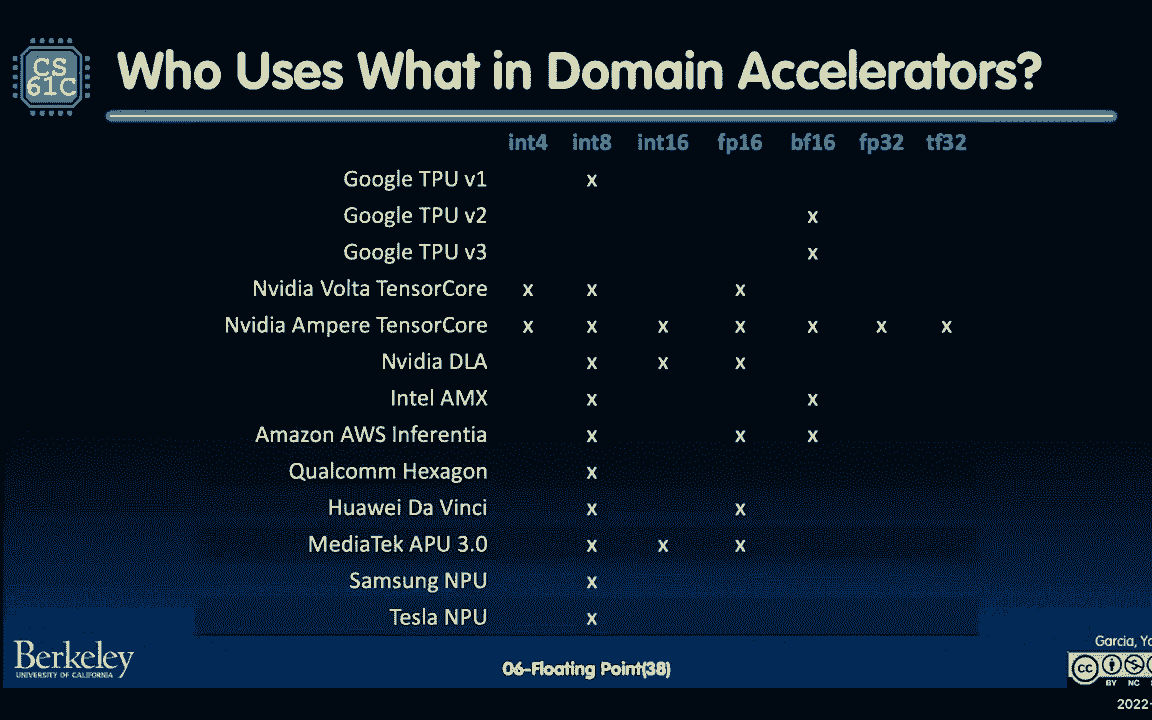 CS
61C
Who Uses What in Domain Accelerators?
int4 int8 int16 fp16 bf16 fp32 tf32
Google TPU v1 x
Google TPU v2 x
Google TPU v3 x
Nvidia Volta TensorCore x x x
Nvidia Ampere TensorCore x x x x x x x
Nvidia DLA x x x
Intel AMX x x
Amazon AWS Inferentia x x x
Qualcomm Hexagon x
Huawei Da Vinci x x
MediaTek APU 3.0 x x x
Samsung NPU x
Tesla NPU x
Berkeley
UNIVERSITY OF CALIFORNIA
06-Floating Point(38)
Garcia,
cc
BY NC
2022-